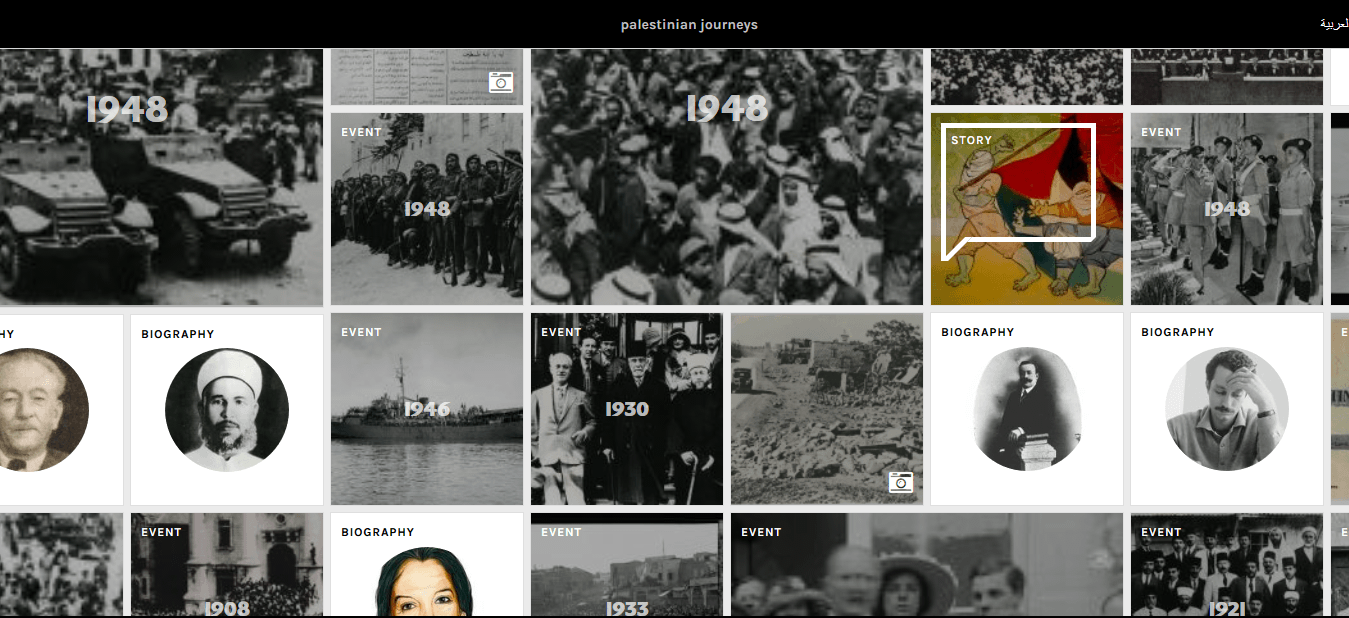 palestinian journeys
العربية
1948
1948
EVENT
1948
STORY
EVENT
1948
BIOGRAPHY
EVENT
1946
EVENT
1930
BIOGRAPHY
BIOGRAPHY
EVENT
1908
BIOGRAPHY
EVENT
1933
EVENT
EVENT
1921